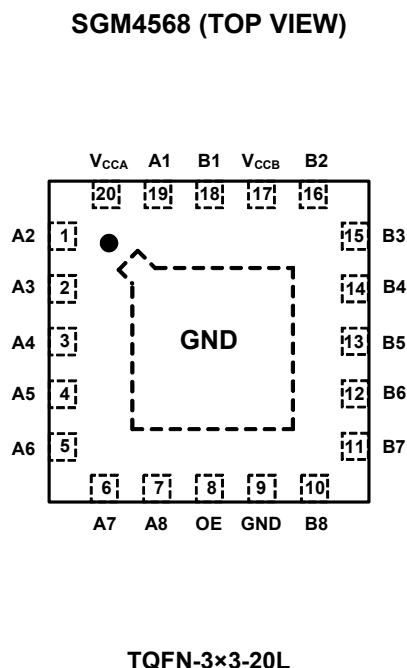 SGM4568 (TOP VIEW)
VCCA A1 B1 VCCB B2
20 19 18 17 16
A2 1 15 B3
A3 2 14 B4
A4 3 13 B5
GND
A5 4 12 B6
A6 5 11 B7
6 7 8 9 10
A7 A8 OE GND B8
TQFN-3×3-20L